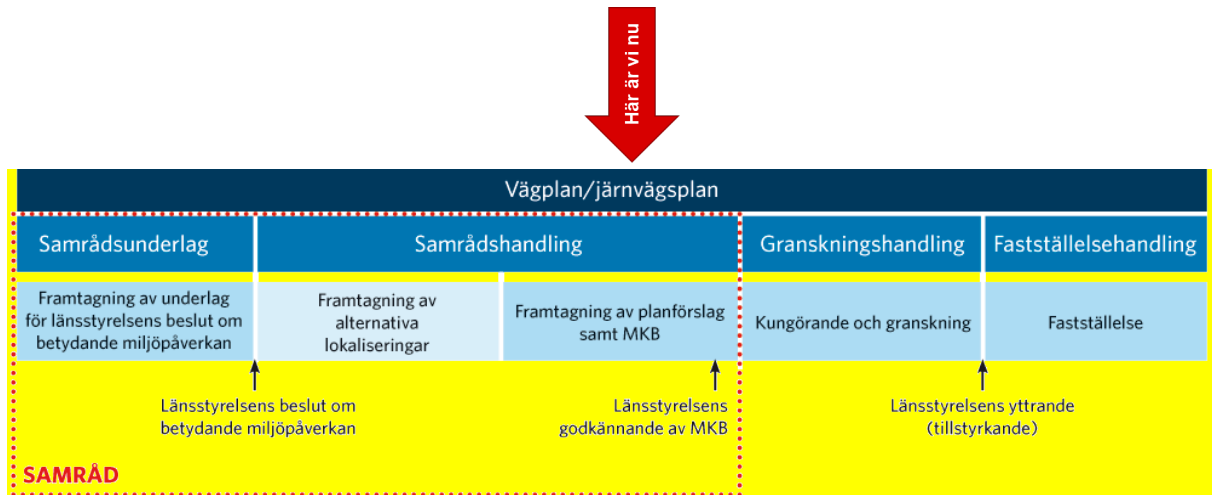 Här är vi nu
Vägplan/järnvägsplan
Samrådsunderlag
Samrådshandling
Granskningshandling
Fastställelsehandling
Framtagning av underlag
för länsstyrelsens beslut om
betydande miljöpåverkan
Framtagning av
alternativa
lokaliseringar
Framtagning av planförslag
samt MKB
Kungörande och granskning
Fastställelse
Länsstyrelsens beslut om
betydande miljöpåverkan
Länsstyrelsens
godkännande av MKB
Länsstyrelsens yttrande
(tillstyrkande)
SAMRÅD